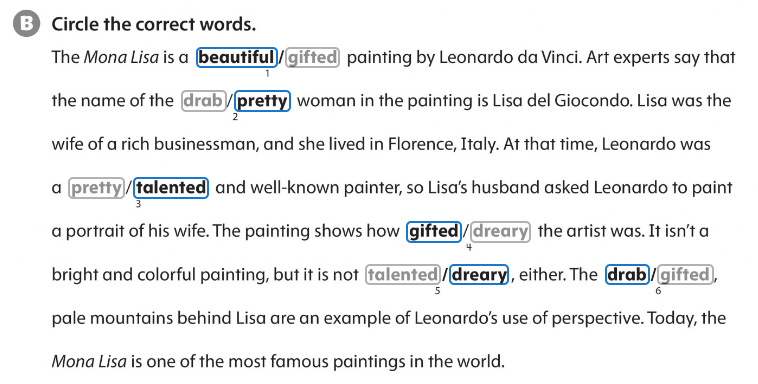 B Circle the correct words.
The Mona Lisa is a beautiful/gifted painting by Leonardo da Vinci. Art experts say that
1
the name of the drab/pretty woman in the painting is Lisa del Giocondo. Lisa was the
2
wife of a rich businessman, and she lived in Florence, Italy. At that time, Leonardo was
a pretty/talented and well-known painter, so Lisa's husband asked Leonardo to paint
3
a portrait of his wife. The painting shows how gifted/dreary the artist was. It isn't a
4
bright and colorful painting, but it is not talented/dreary, either. The drab/gifted,
5 6
pale mountains behind Lisa are an example of Leonardo's use of perspective. Today, the
Mona Lisa is one of the most famous paintings in the world.